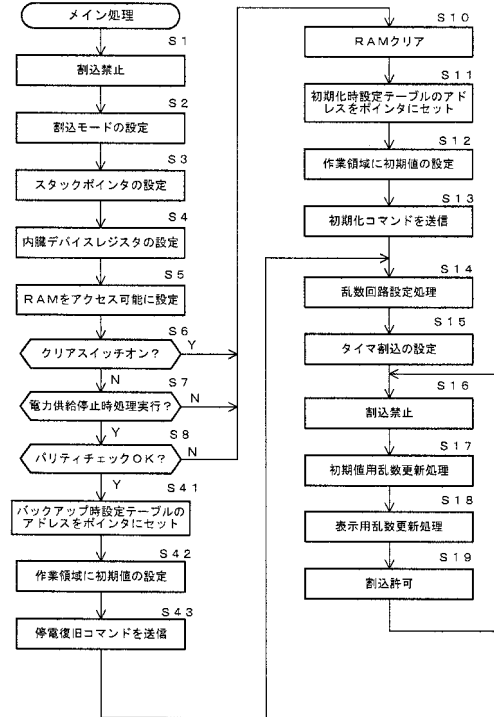 メイン処理
S1
割込禁止
S2
割込モードの設定
S3
スタックポインタの設定
S4
内臓デバイスレジスタの設定
S5
RAMをアクセス可能に設定
S6
クリアスイッチオン？
Y
N
S7
電力供給停止時処理実行？
N
Y
S8
パリティチェックOK？
N
Y
S41
バックアップ時設定テーブルの
アドレスをポインタにセット
S42
作業領域に初期値の設定
S43
停電復旧コマンドを送信
S10
RAMクリア
S11
初期化時設定テーブルのアド
レスをポインタにセット
S12
作業領域に初期値の設定
S13
初期化コマンドを送信
S14
乱数回路設定処理
S15
タイマ割込の設定
S16
割込禁止
S17
初期値用乱数更新処理
S18
表示用乱数更新処理
S19
割込許可